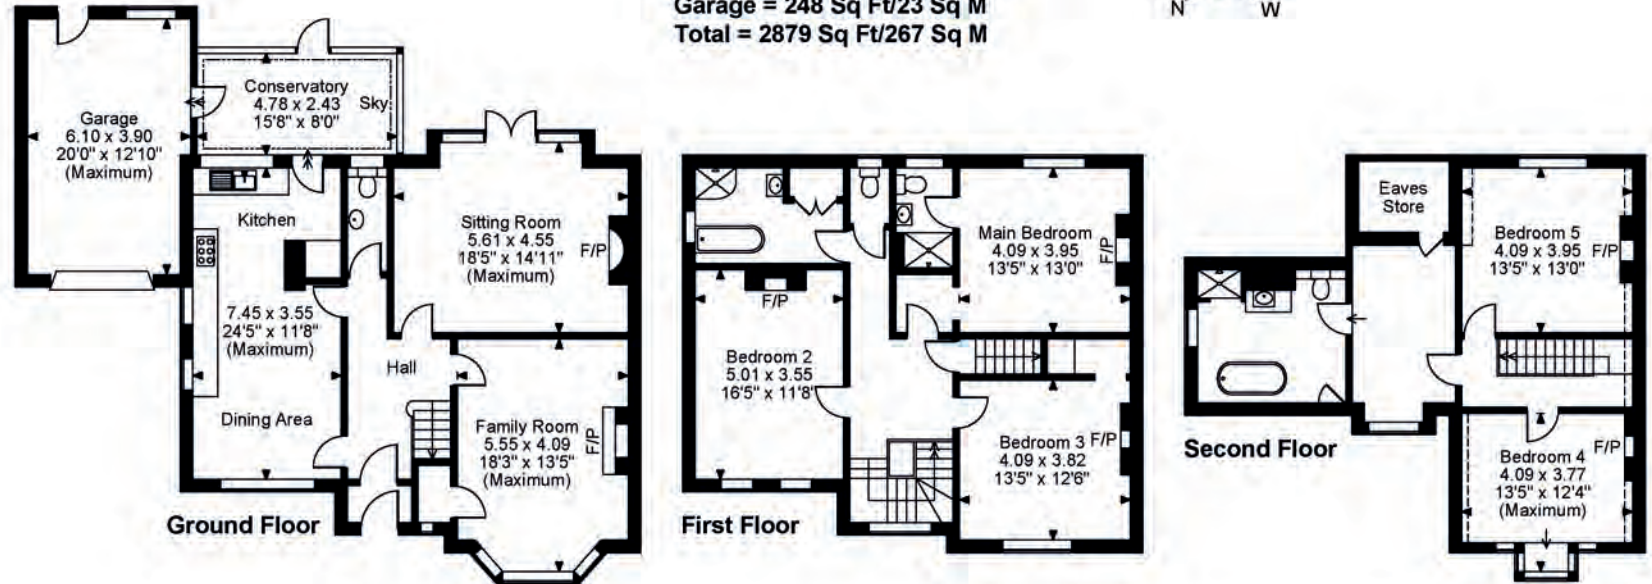 Garage = 248 Sq Ft/23 Sq M
Total = 2879 Sq Ft/267 Sq M
N
W
Garage
6.10 x 3.90
20'0" x 12'10"
(Maximum)
Conservatory
4.78 x 2.43
15'8" x 8'0"
Sky
Kitchen
7.45 x 3.55
24'5" x 11'8"
(Maximum)
Dining Area
Sitting Room
5.61 x 4.55
18'5" x 14'11"
(Maximum)
F/P
Hall
Family Room
5.55 x 4.09
18'3" x 13'5"
(Maximum)
F/P
Ground Floor
Main Bedroom
4.09 x 3.95
13'5" x 13'0"
F/P
F/P
Bedroom 2
5.01 x 3.55
16'5" x 11'8"
Bedroom 3
4.09 x 3.82
13'5" x 12'6"
F/P
First Floor
Eaves
Store
Bedroom 5
4.09 x 3.95
13'5" x 13'0"
F/P
Bedroom 4
4.09 x 3.77
13'5" x 12'4"
(Maximum)
F/P
Second Floor